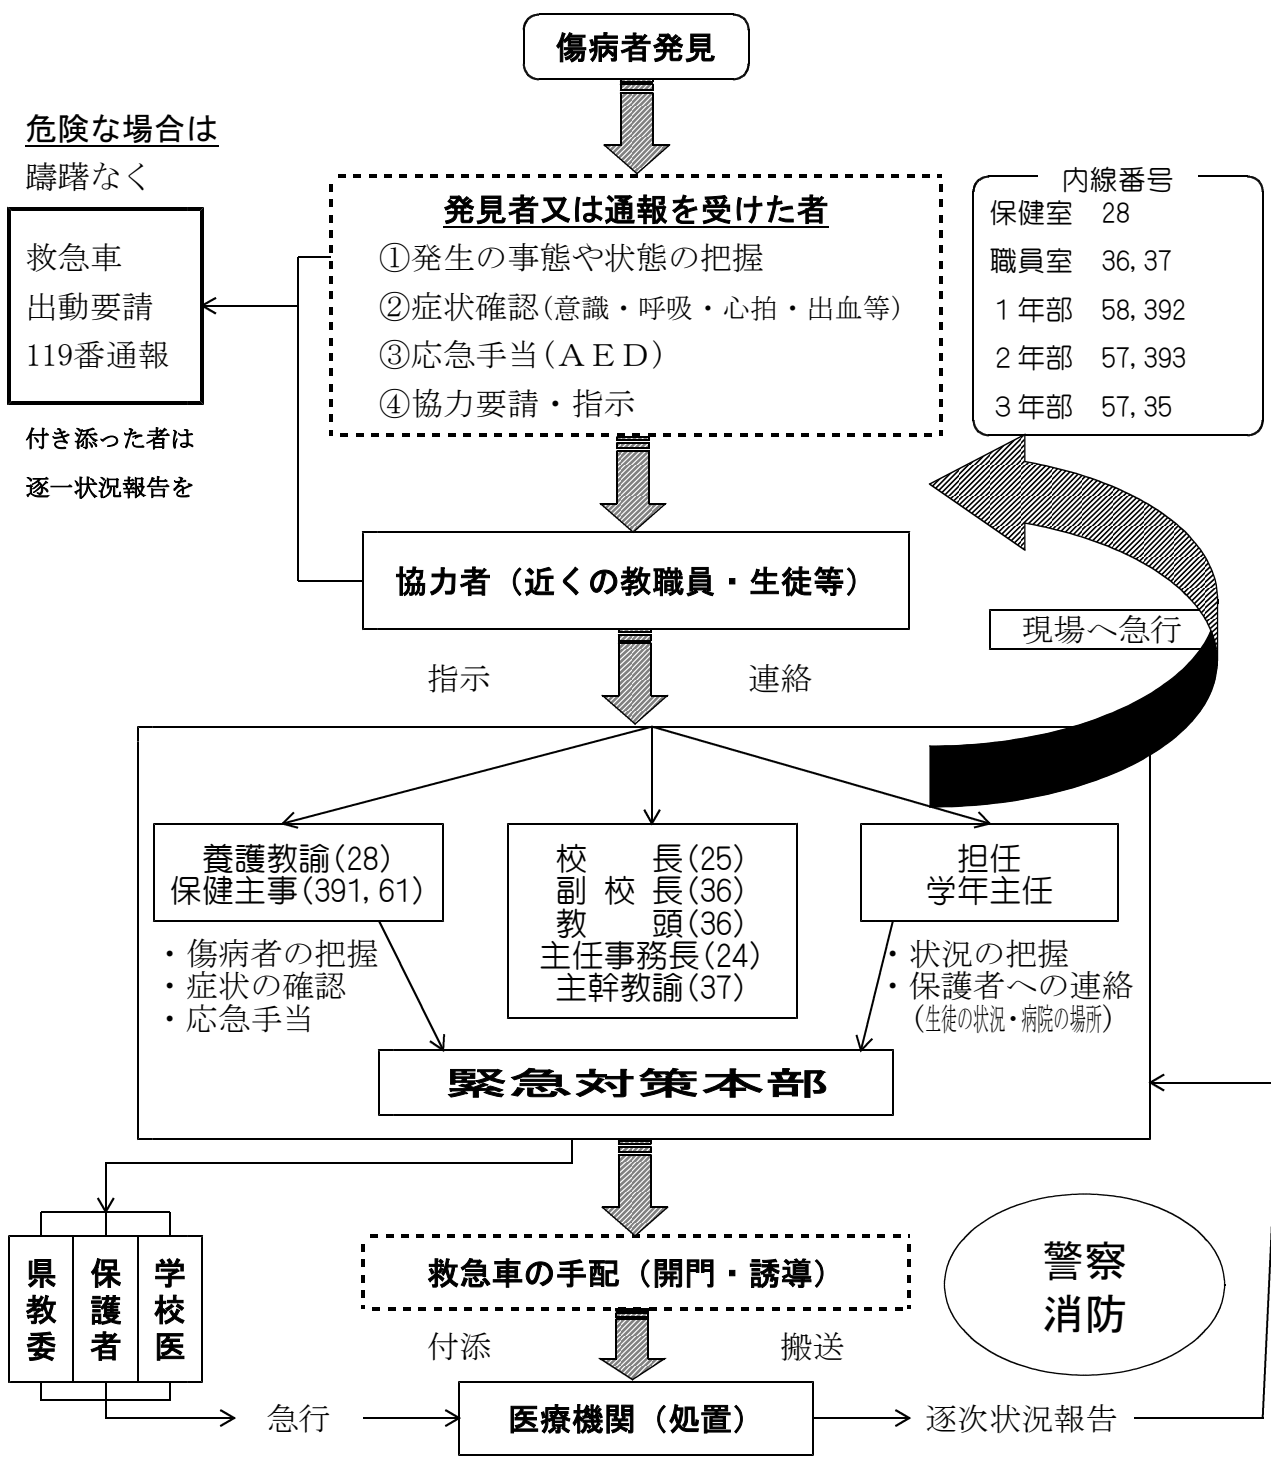 傷病者発見
危険な場合は
躊躇なく
救急車
出動要請
119番通報
付き添った者は
逐一状況報告を
発見者又は通報を受けた者
①発生の事態や状態の把握
②症状確認(意識・呼吸・心拍・出血等)
③応急手当(ＡＥＤ)
④協力要請・指示
内線番号
保健室 28
職員室 36,37
１年部 58,392
２年部 57,393
３年部 57,35
協力者（近くの教職員・生徒等）
現場へ急行
指示 連絡
養護教諭(28)
保健主事(391,61)
・傷病者の把握
・症状の確認
・応急手当
校 長(25)
副 校 長(36)
教 頭(36)
主任事務長(24)
主幹教諭(37)
担任
学年主任
・状況の把握
・保護者への連絡
(生徒の状況・病院の場所)
緊急対策本部
県教委
保護者
学校医
救急車の手配（開門・誘導）
警察
消防
付添 搬送
急行
医療機関（処置）
逐次状況報告